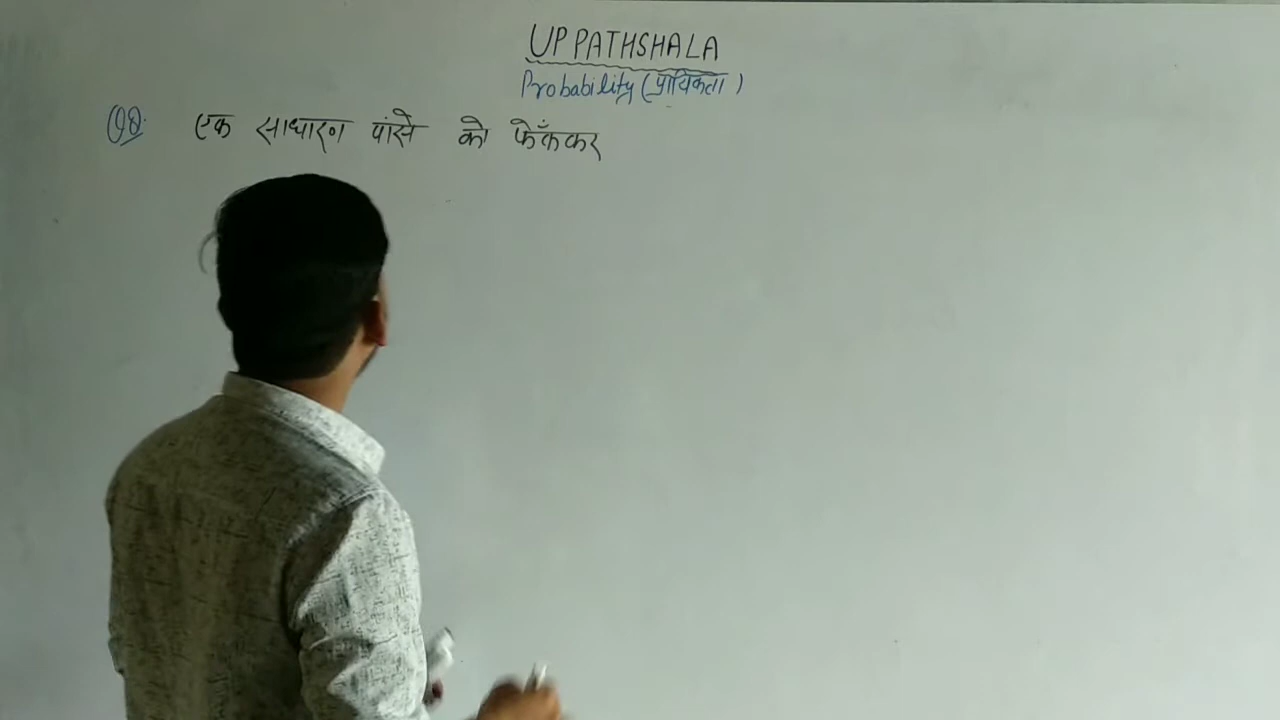 UP PATHSHALA
Probability (प्रायिकता)
Q8. एक साधारण पांसे को फेँककर